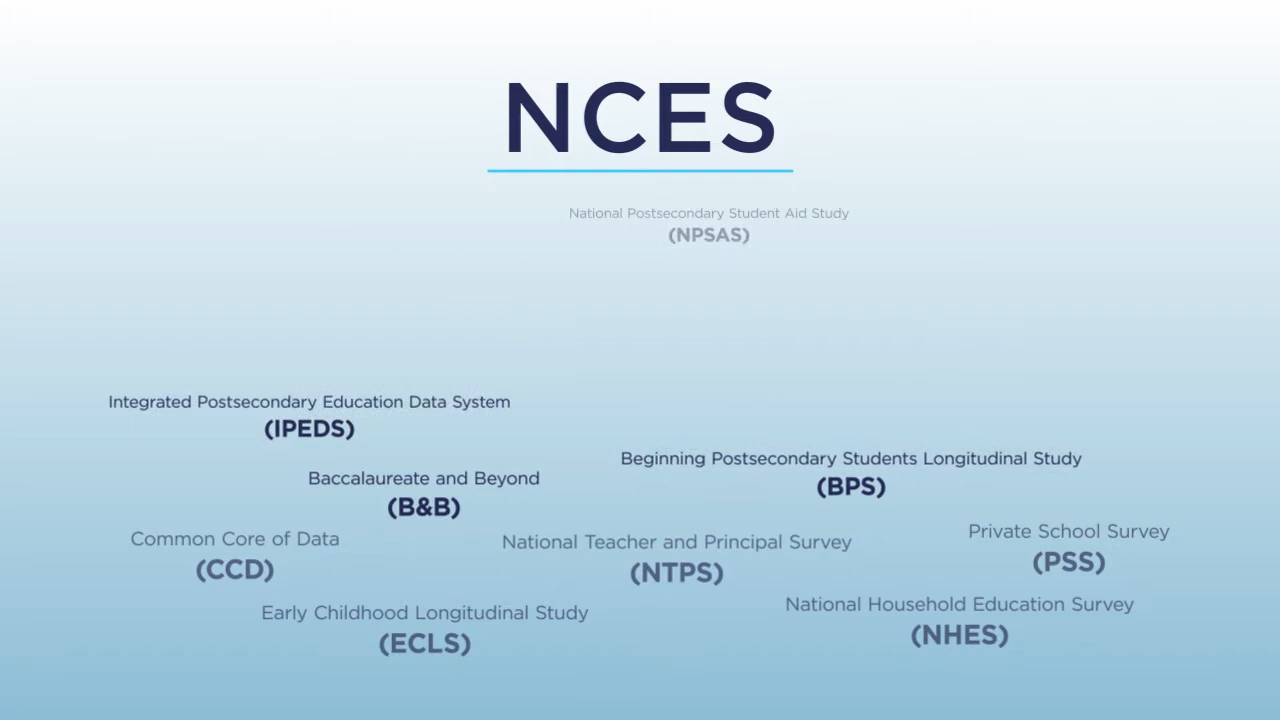 NCES
National Postsecondary Student Aid Study
(NPSAS)
Integrated Postsecondary Education Data System
(IPEDS)
Beginning Postsecondary Students Longitudinal Study
(BPS)
Baccalaureate and Beyond
(B&B)
Common Core of Data
(CCD)
National Teacher and Principal Survey
(NTPS)
Private School Survey
(PSS)
Early Childhood Longitudinal Study
(ECLS)
National Household Education Survey
(NHES)